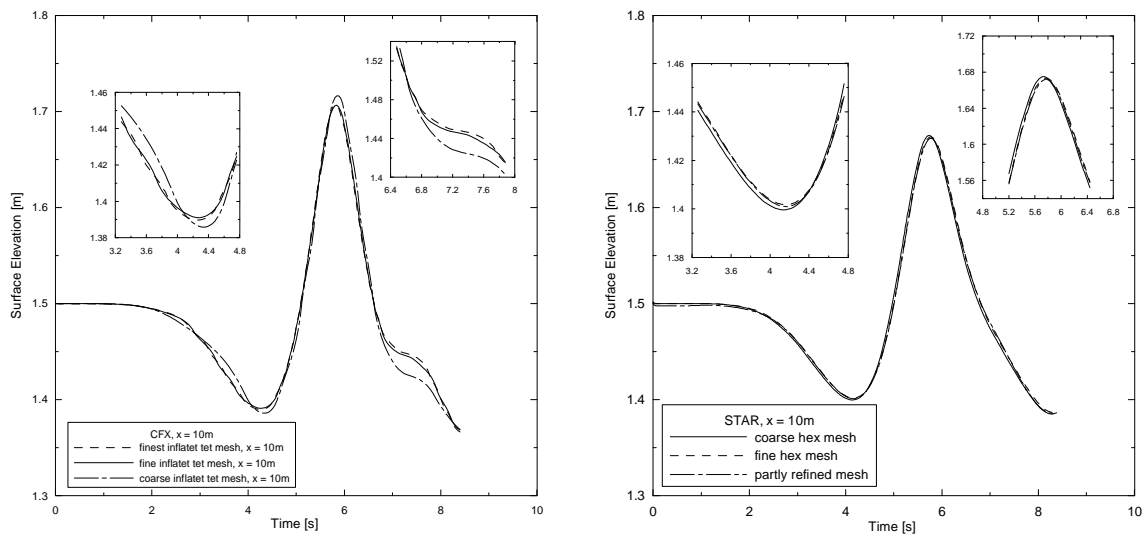 1.8
1.7
1.6
1.5
1.4
1.3
Surface Elevation [m]
0 2 4 6 8 10
Time [s]
1.46
1.44
1.42
1.4
1.38
3.2 3.6 4 4.4 4.8
1.52
1.48
1.44
1.4
6.4 6.8 7.2 7.6 8
CFX, x = 10m
finest inflatet tet mesh, x = 10m
fine inflatet tet mesh, x = 10m
coarse inflatet tet mesh, x = 10m
1.8
1.7
1.6
1.5
1.4
1.3
Surface Elevation [m]
0 2 4 6 8 10
Time [s]
1.46
1.44
1.42
1.4
1.38
3.2 3.6 4 4.4 4.8
1.72
1.68
1.64
1.6
1.56
4.8 5.2 5.6 6 6.4 6.8
STAR, x = 10m
coarse hex mesh
fine hex mesh
partly refined mesh